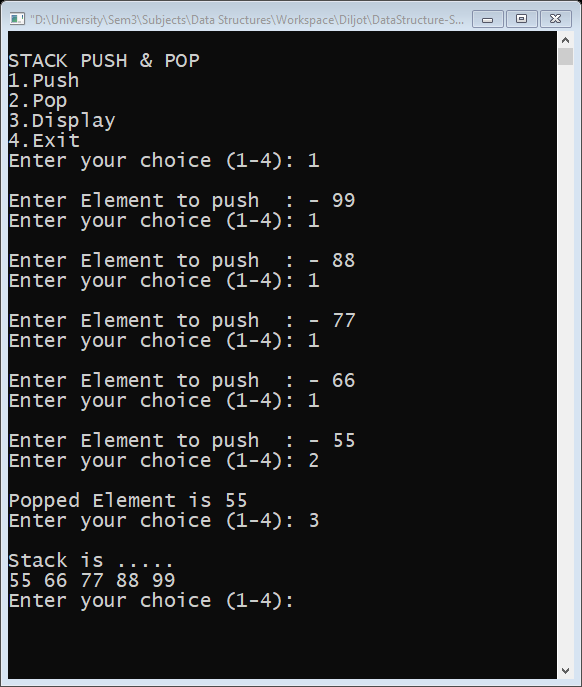 "D:\University\Sem3\Subjects\Data Structures\Workspace\Diljot\DataStructure-S...
STACK PUSH & POP
1.Push
2.Pop
3.Display
4.Exit
Enter your choice (1-4): 1
Enter Element to push  : - 99
Enter your choice (1-4): 1
Enter Element to push  : - 88
Enter your choice (1-4): 1
Enter Element to push  : - 77
Enter your choice (1-4): 1
Enter Element to push  : - 66
Enter your choice (1-4): 1
Enter Element to push  : - 55
Enter your choice (1-4): 2
Popped Element is 55
Enter your choice (1-4): 3
Stack is .....
55 66 77 88 99
Enter your choice (1-4):